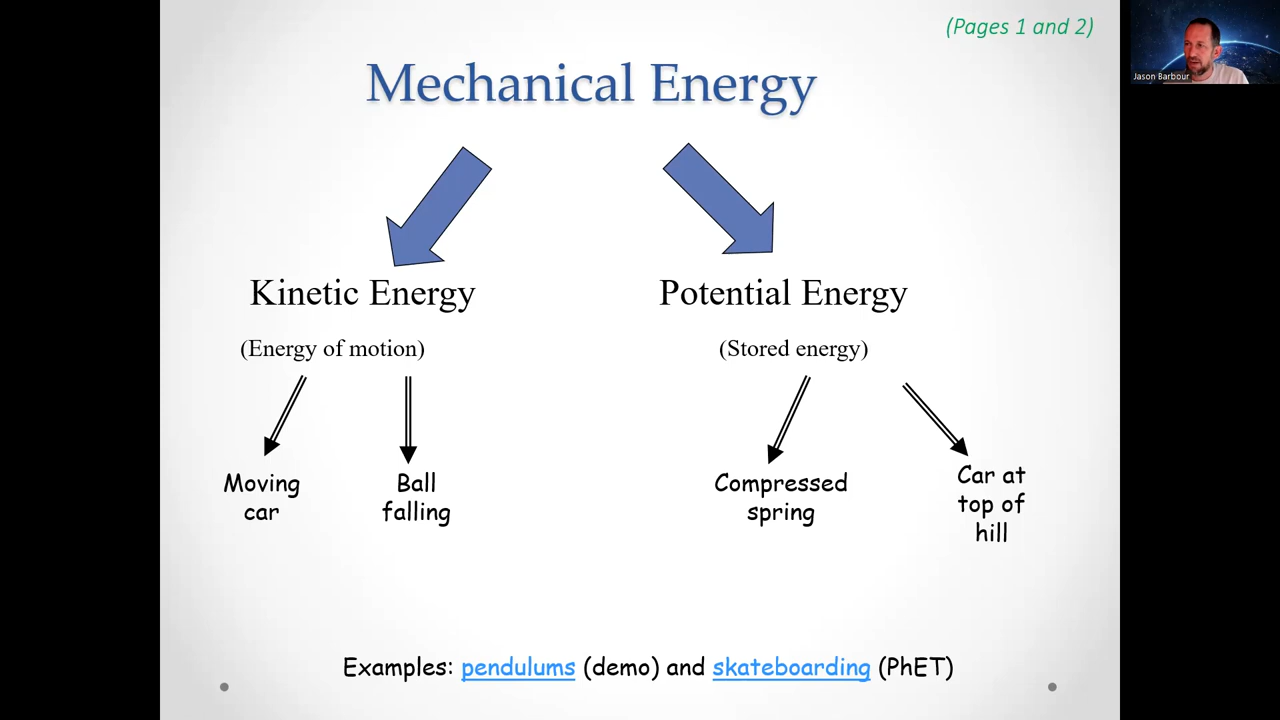 (Pages 1 and 2)
Jason Barbour
Mechanical Energy
Kinetic Energy
Potential Energy
(Energy of motion)
(Stored energy)
Moving
car
Ball
falling
Compressed
spring
Car at
top of
hill
Examples: pendulums (demo) and skateboarding (PhET)